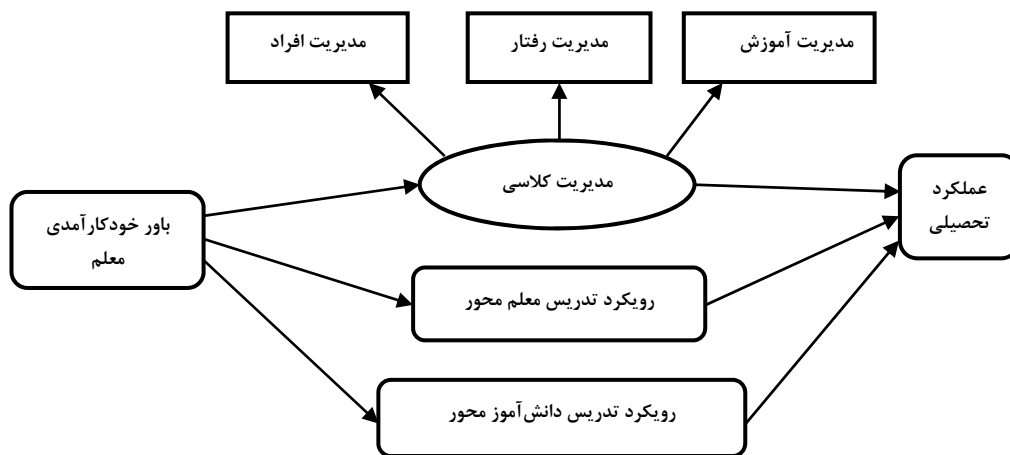 مدیریت آموزش
مدیریت رفتار
مدیریت افراد
مدیریت کلاسی
عملکرد
تحصیلی
باور خودکارآمدی
معلم
رویکرد تدریس معلم محور
رویکرد تدریس دانش‌آموز محور